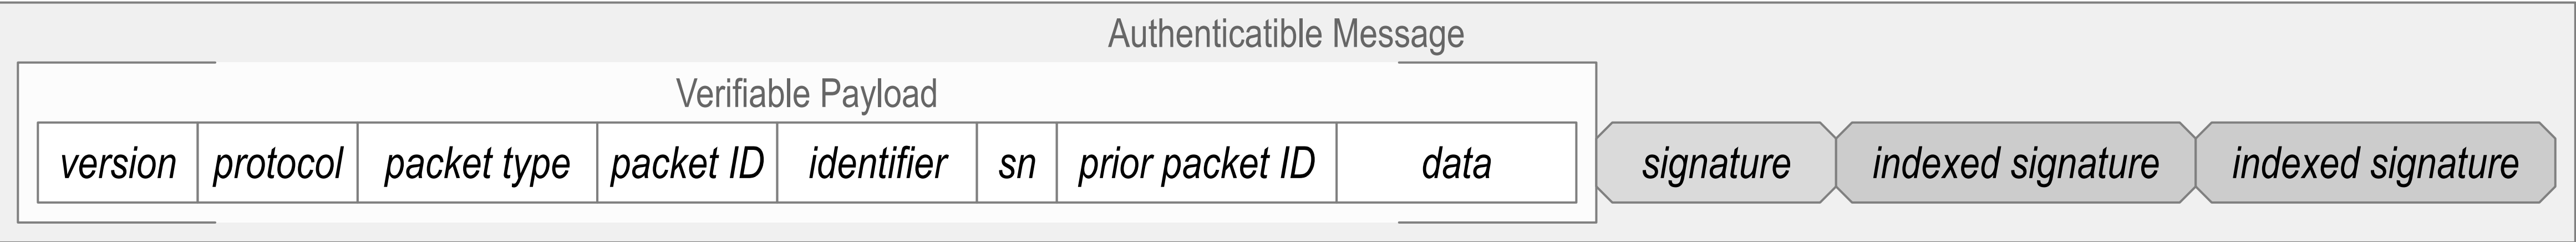 Authenticatible Message
Verifiable Payload
version protocol packet type packet ID identifier sn prior packet ID data signature indexed signature indexed signature